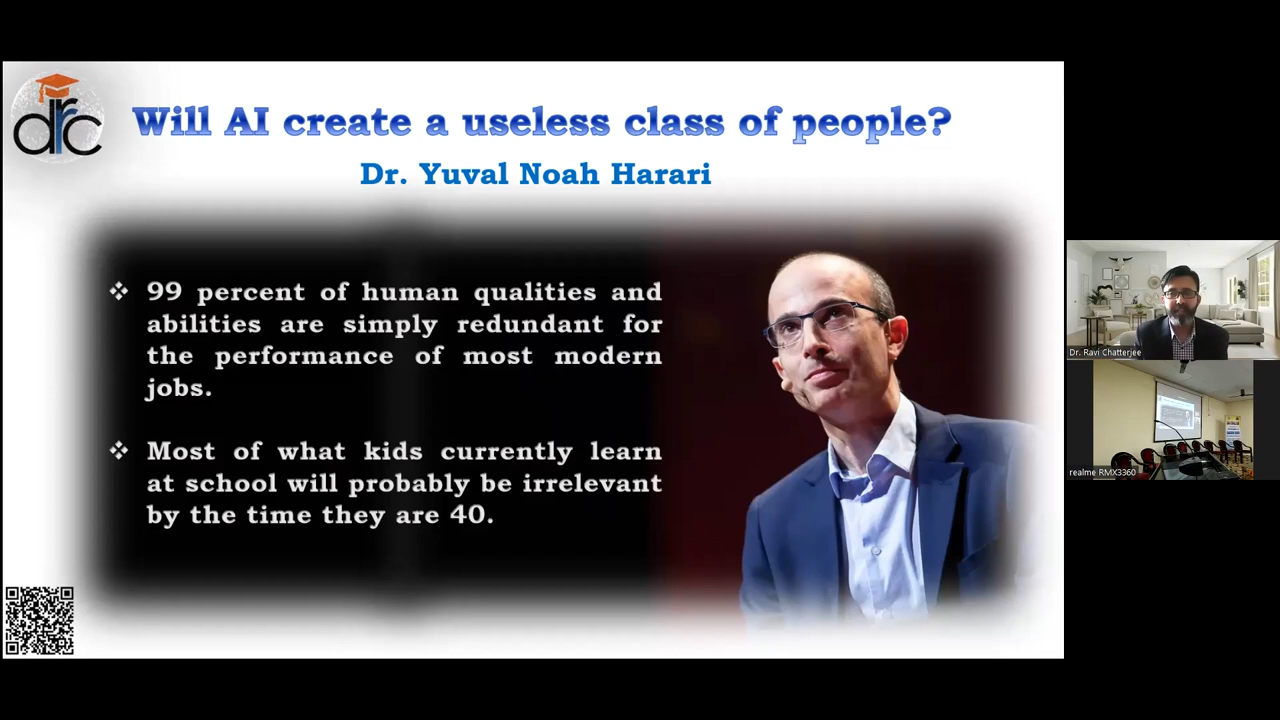 drc
Will AI create a useless class of people?
Dr. Yuval Noah Harari
❖ 99 percent of human qualities and
abilities are simply redundant for
the performance of most modern
jobs.
❖ Most of what kids currently learn
at school will probably be irrelevant
by the time they are 40.
Dr. Ravi Chatterjee
realme RMX3360